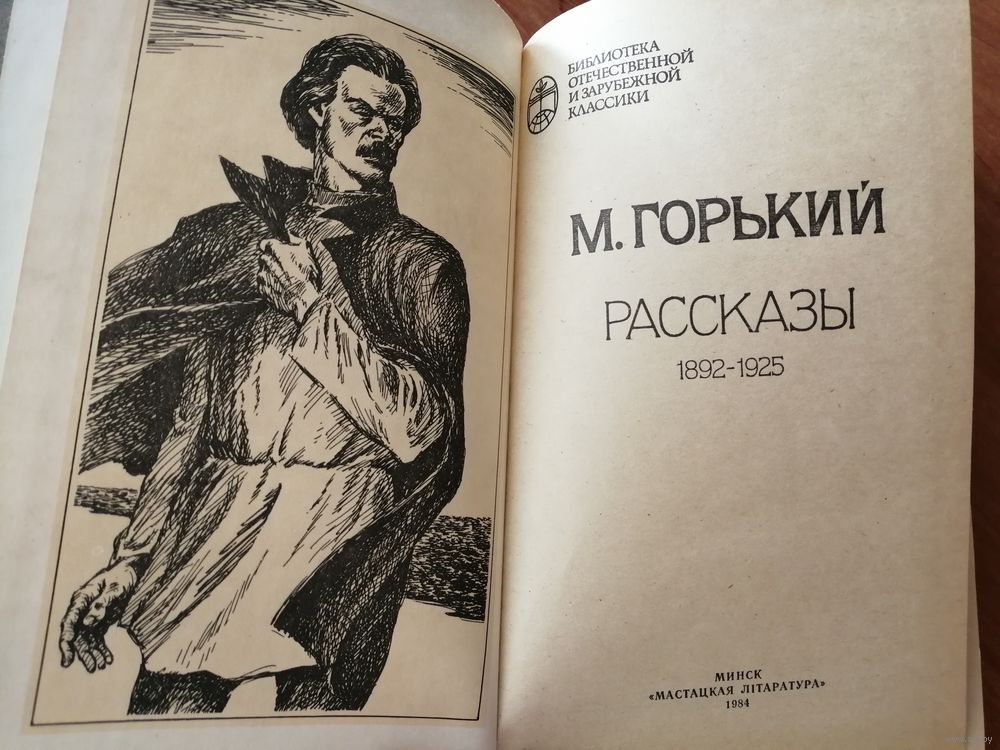 БИБЛИОТЕКА
ОТЕЧЕСТВЕННОЙ
И ЗАРУБЕЖНОЙ
КЛАССИКИ
М. ГОРЬКИЙ
РАССКАЗЫ
1892-1925
МИНСК
«МАСТАЦКАЯ ЛІТАРАТУРА»
1984